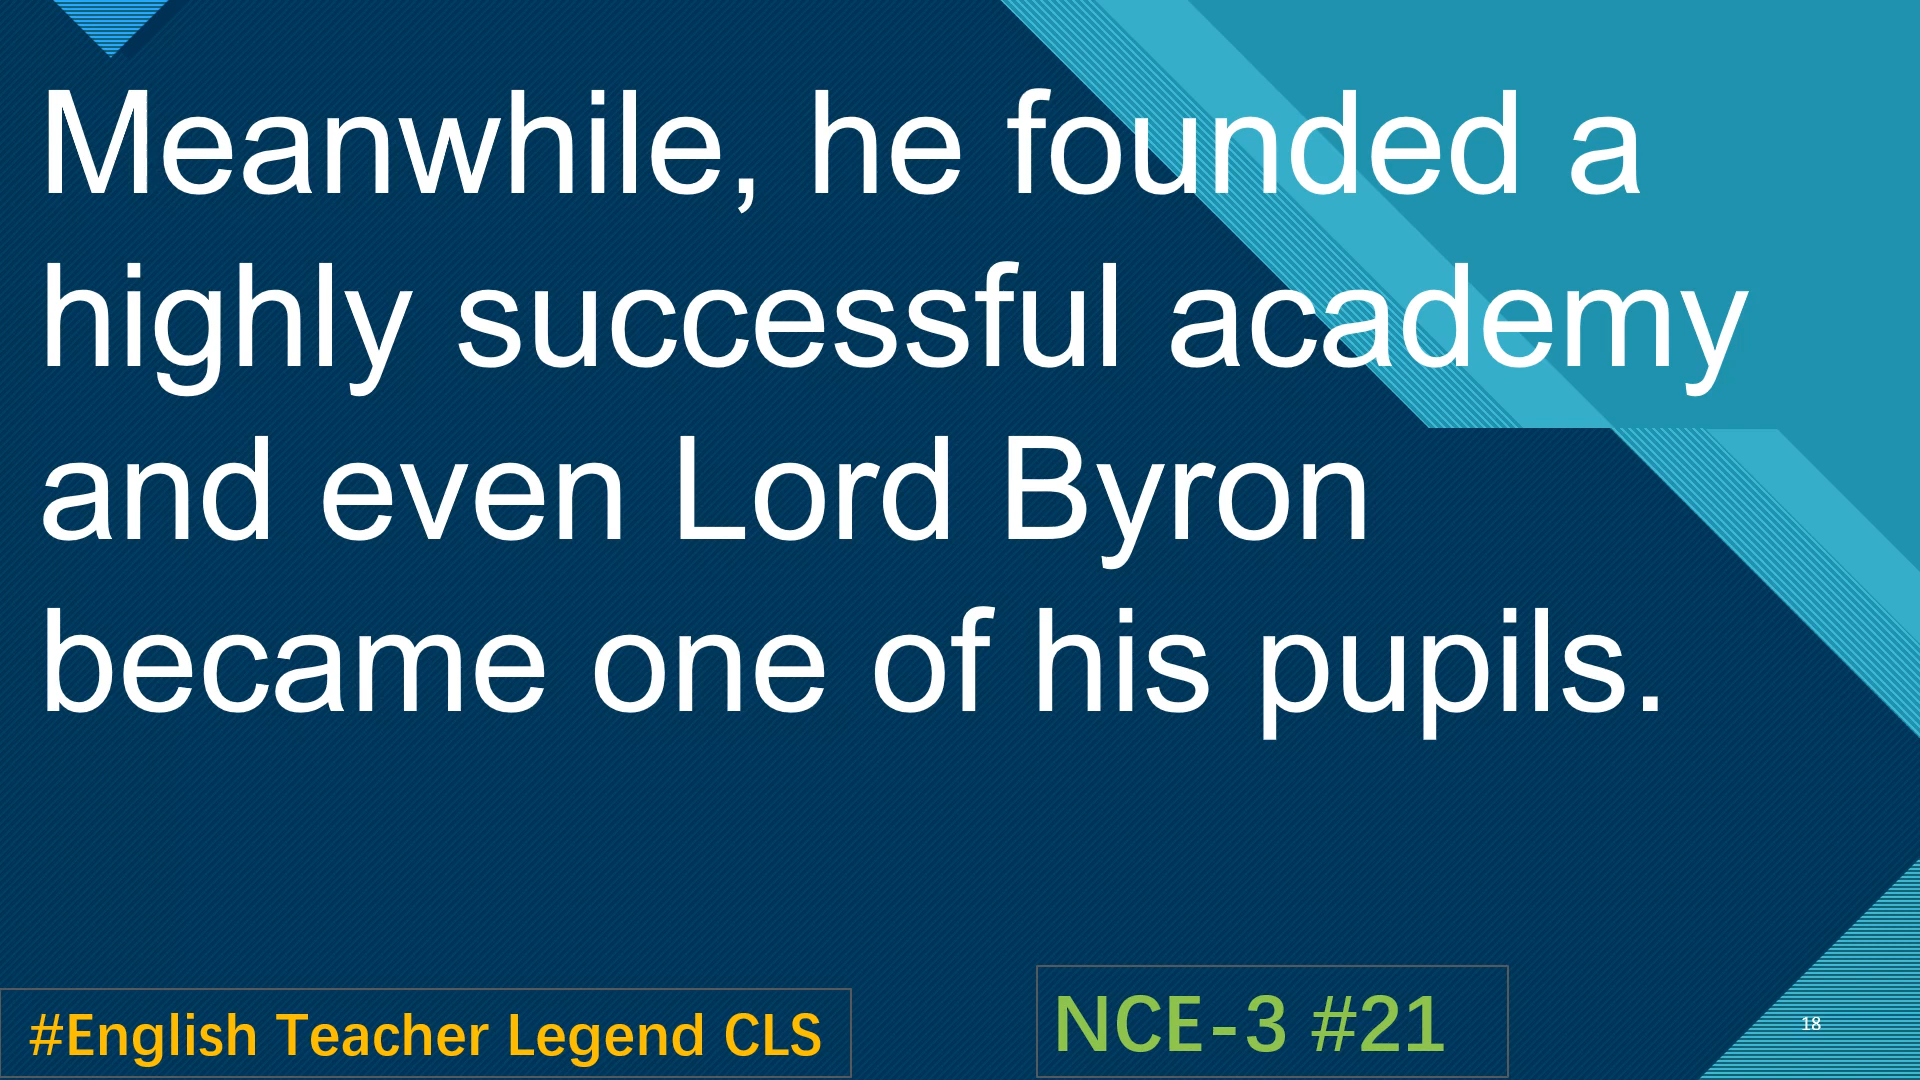 Meanwhile, he founded a
highly successful academy
and even Lord Byron
became one of his pupils.
#English Teacher Legend CLS
NCE-3 #21
18